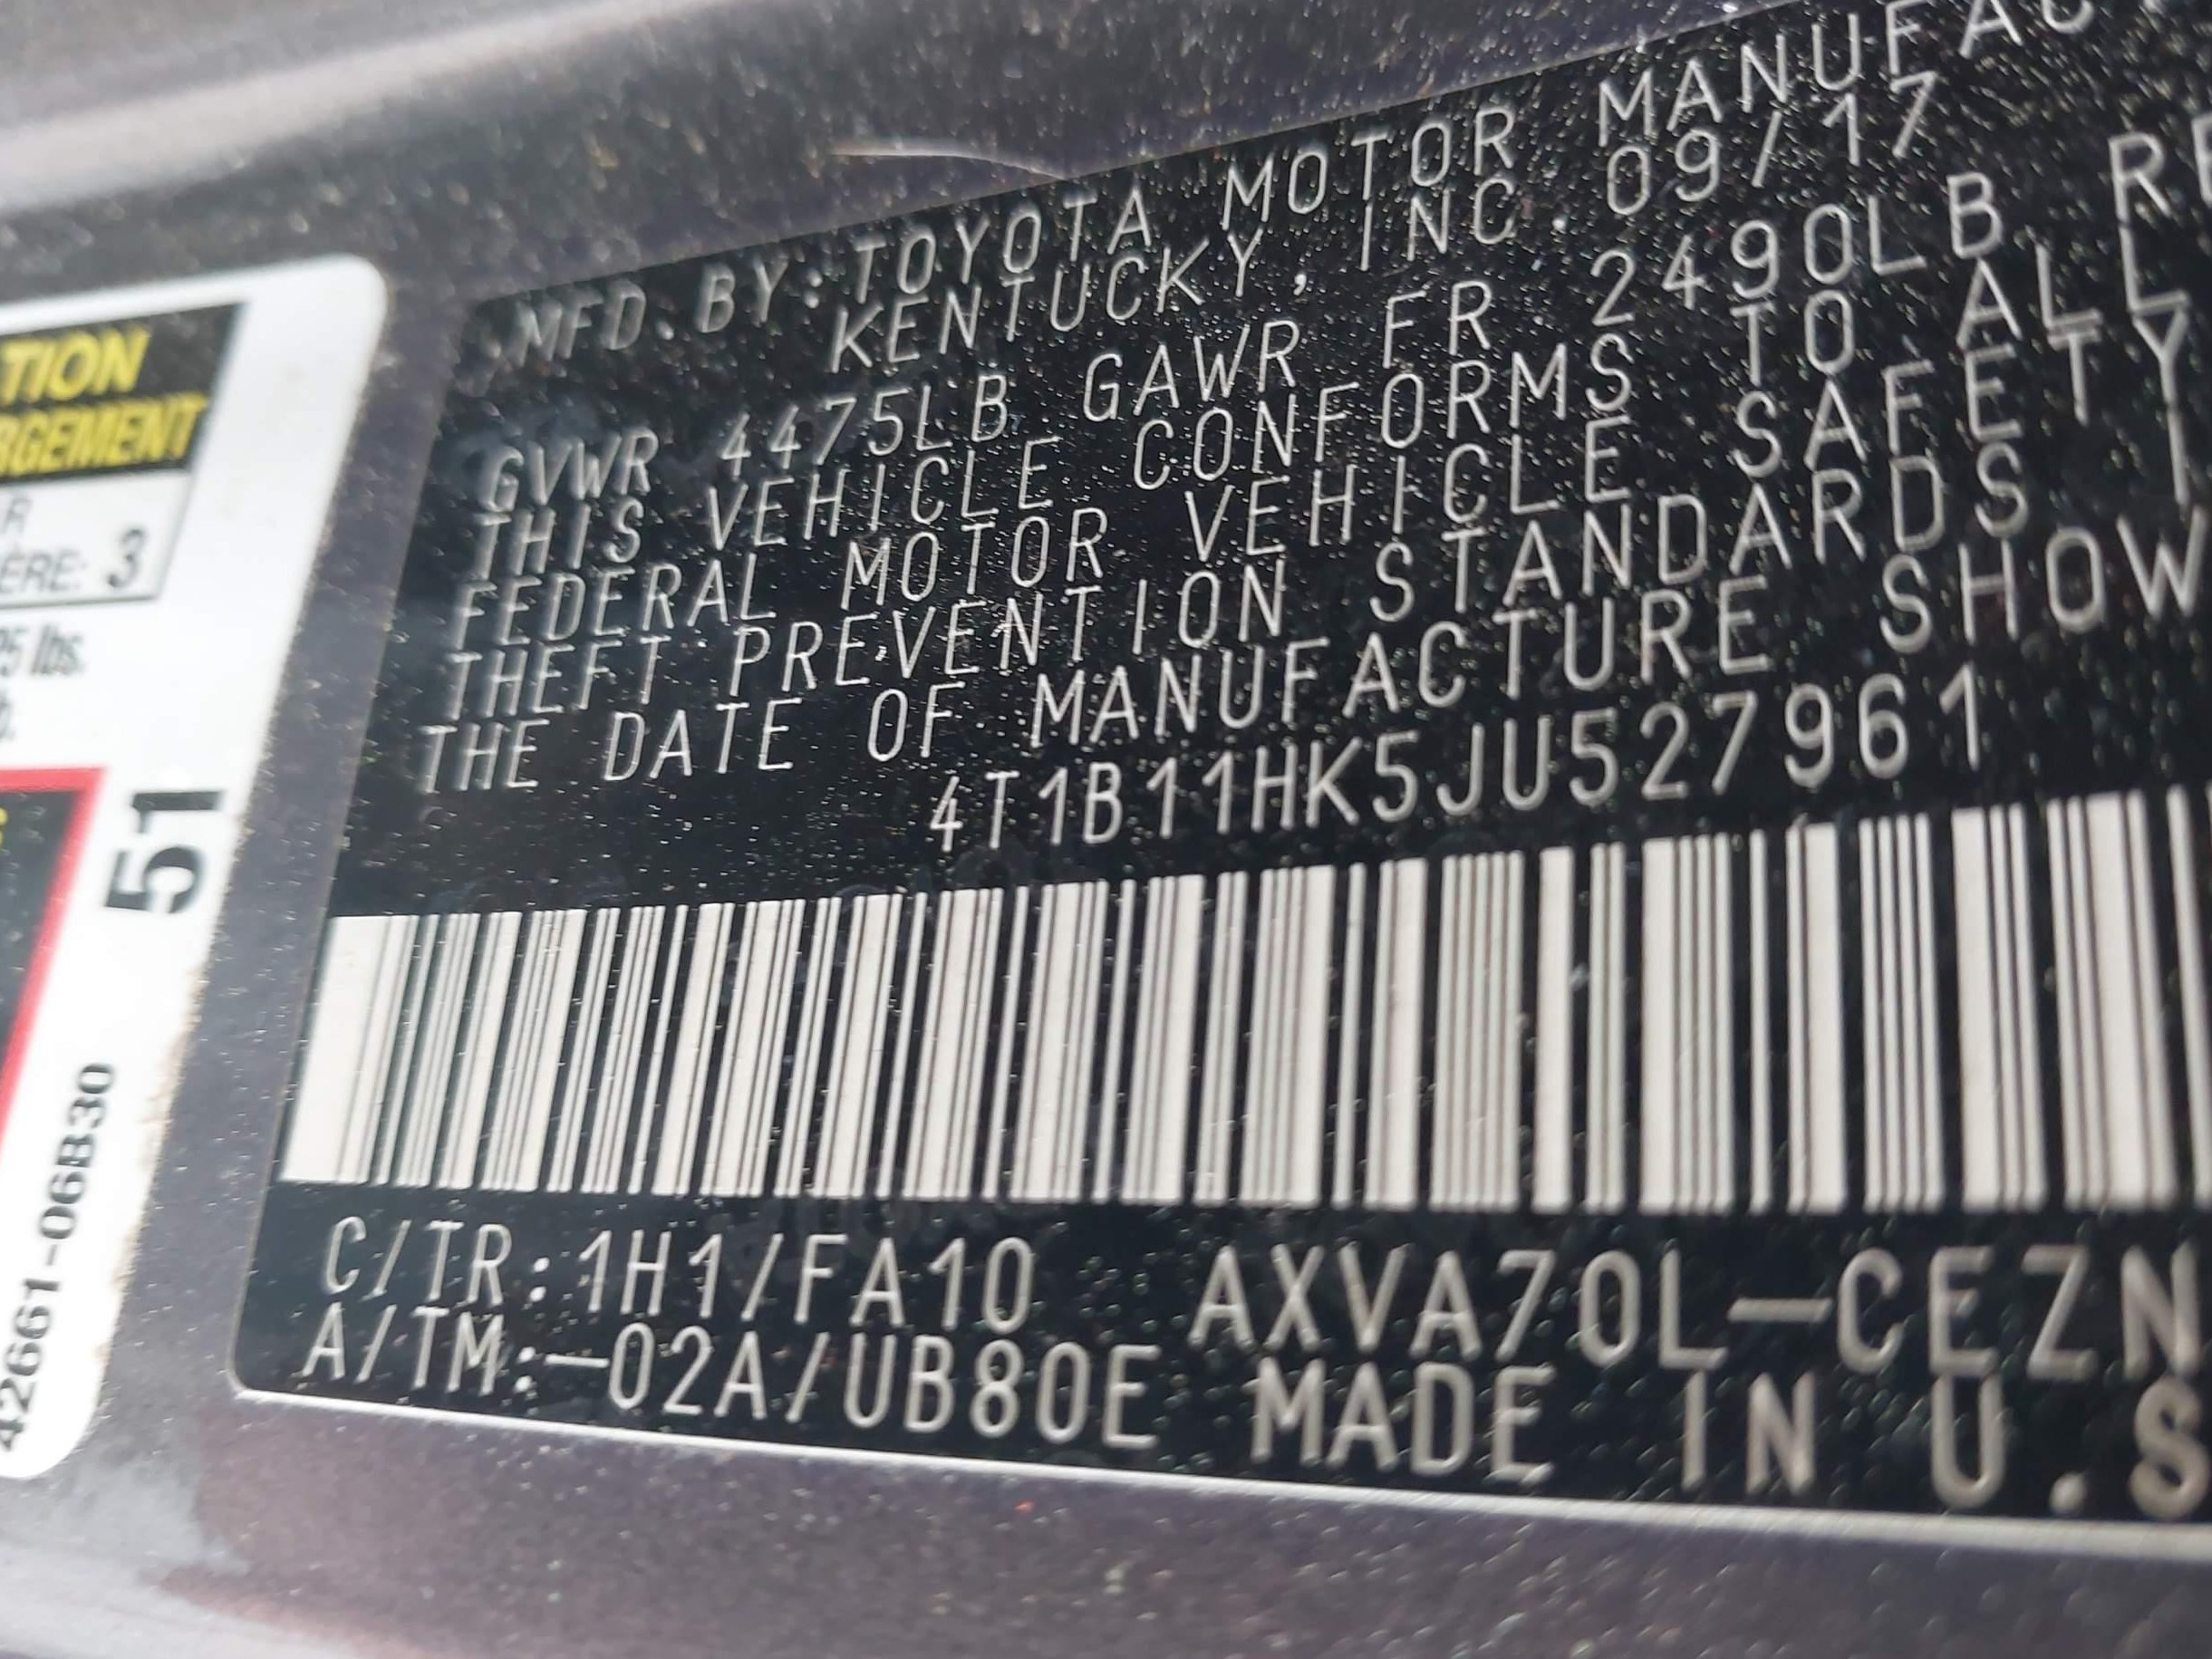 MFD.BY:TOYOTA MOTOR MANUFAC
KENTUCKY, INC 09/17
GVWR 4475LB GAWR FR 2490LB R
THIS VEHICLE CONFORMS TO ALL
FEDERAL MOTOR VEHICLE SAFETY
THEFT PREVENTION STANDARDS I
THE DATE OF MANUFACTURE SHOW
4T1B11HK5JU527961
C/TR:1H1/FA10 AXVA70L-CEZN
A/TM:-02A/UB80E MADE IN U.S
TION
RGEMENT
R
ÈRE: 3
25 lbs.
51
42661-06B30